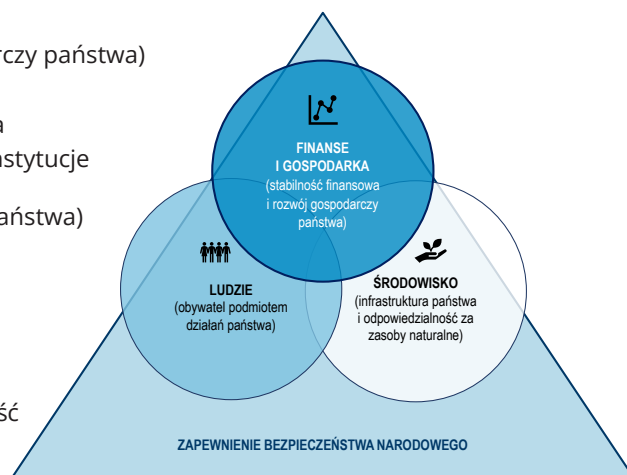 rczy państwa)
a
nstytucje
aństwa)
ść
FINANSE
I GOSPODARKA
(stabilność finansowa
i rozwój gospodarczy
państwa)
LUDZIE
(obywatel podmiotem
działań państwa)
ŚRODOWISKO
(infrastruktura państwa
i odpowiedzialność za
zasoby naturalne)
ZAPEWNIENIE BEZPIECZEŃSTWA NARODOWEGO